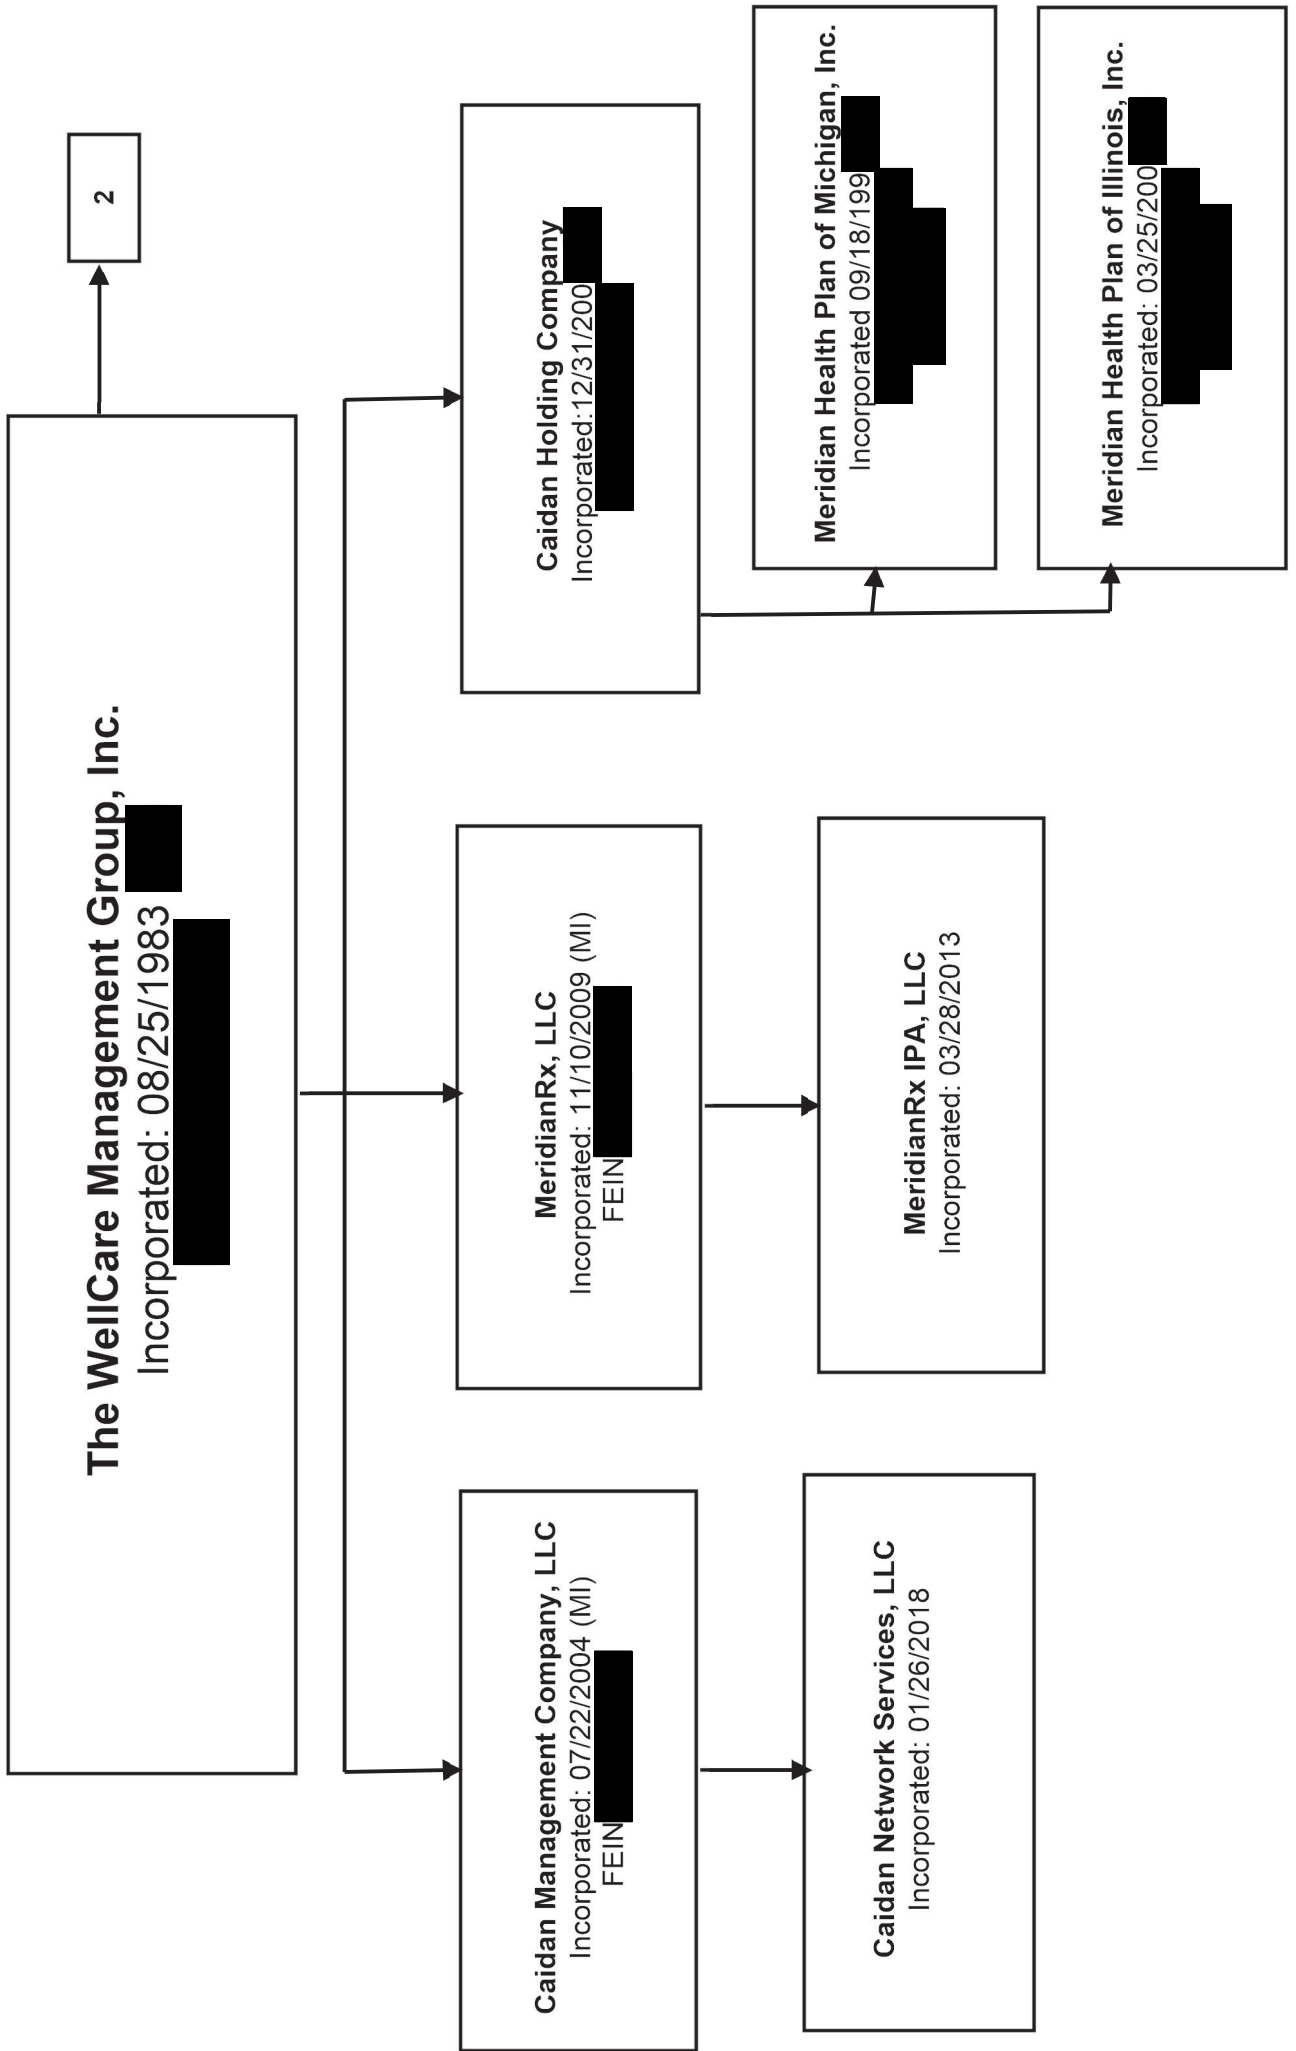 2
The WellCare Management Group, Inc.
Incorporated: 08/25/1983
Caidan Management Company, LLC
Incorporated: 07/22/2004 (MI)
FEIN
MeridianRx, LLC
Incorporated: 11/10/2009 (MI)
FEIN
Caidan Holding Company
Incorporated:12/31/200
Caidan Network Services, LLC
Incorporated: 01/26/2018
MeridianRx IPA, LLC
Incorporated: 03/28/2013
Meridian Health Plan of Michigan, Inc.
Incorporated 09/18/199
Meridian Health Plan of Illinois, Inc.
Incorporated: 03/25/200